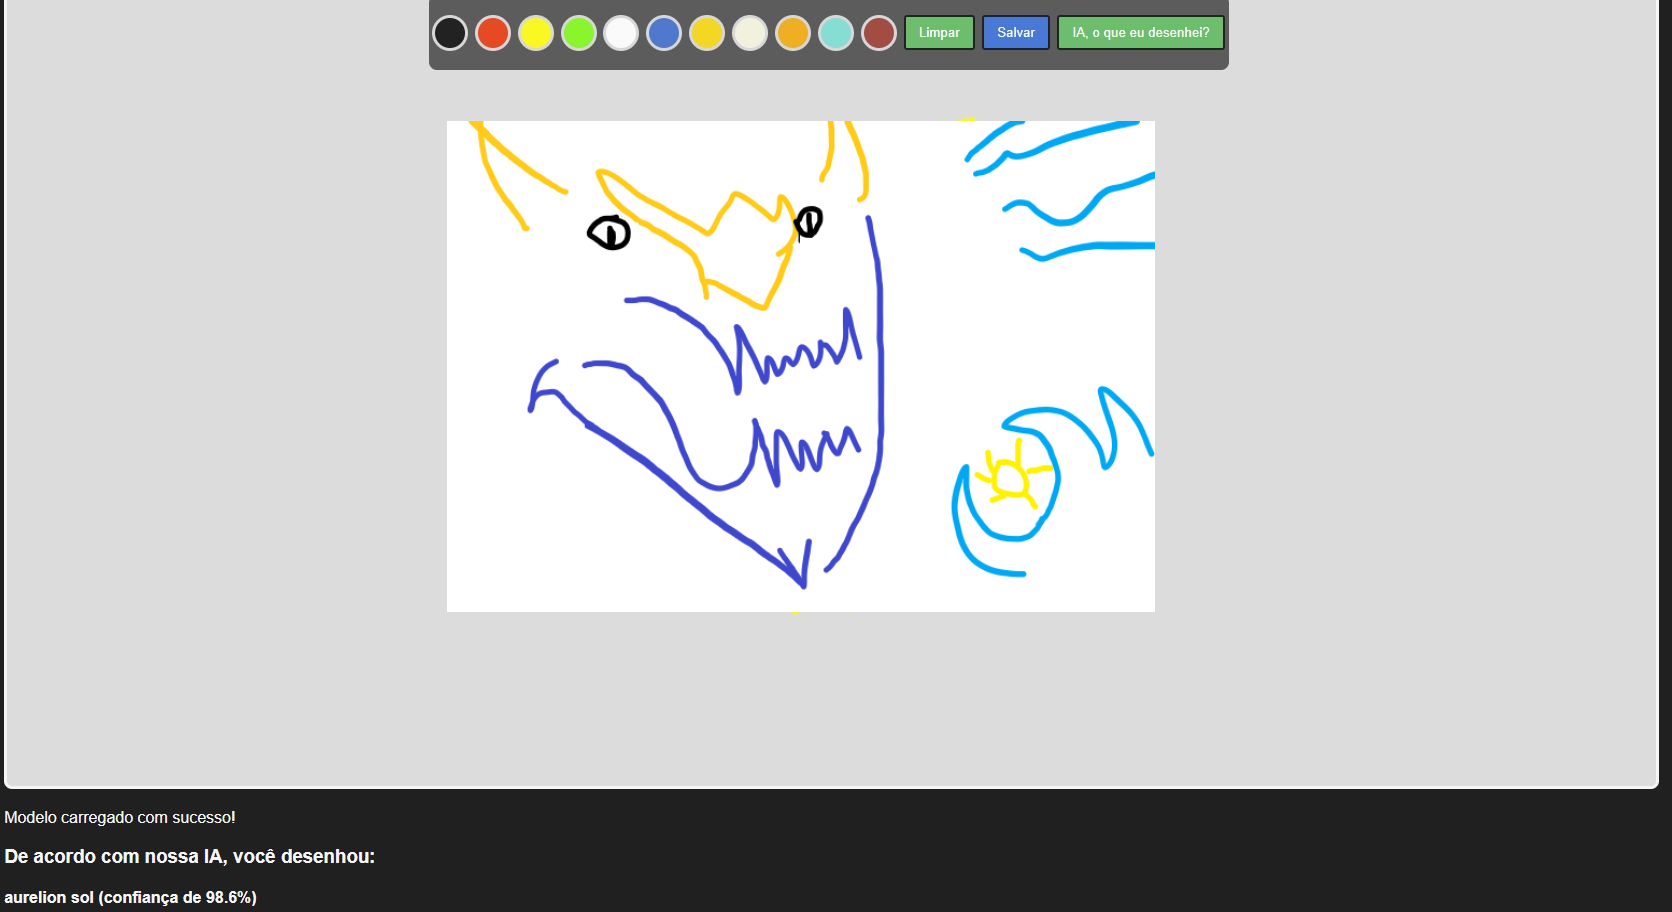 Limpar Salvar IA, o que eu desenhei?
Modelo carregado com sucesso!
De acordo com nossa IA, você desenhou:
aurelion sol (confiança de 98.6%)